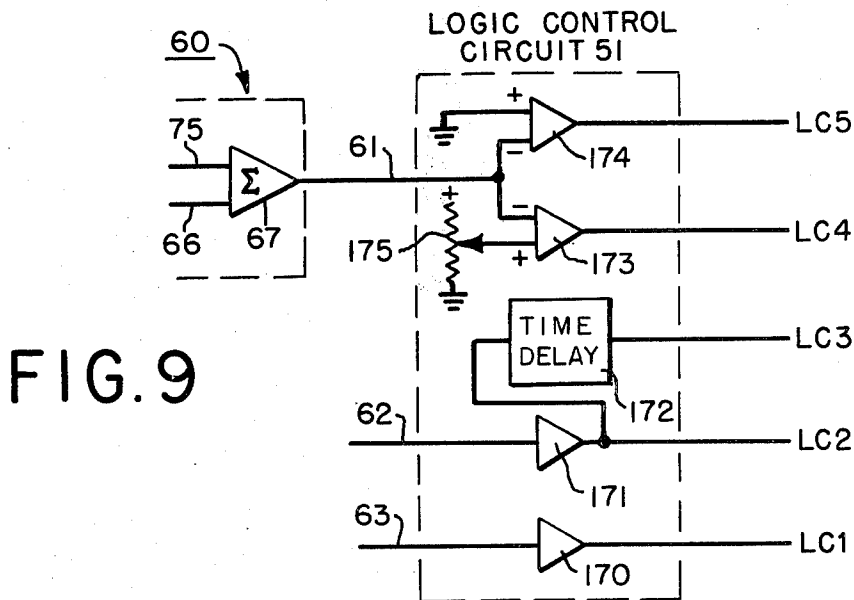 LOGIC CONTROL
CIRCUIT 51
60
75
66
Σ
67
61
+
−
174
LC5
−
+
173
LC4
+
175
TIME
DELAY
172
LC3
FIG. 9
62
171
LC2
63
170
LC1